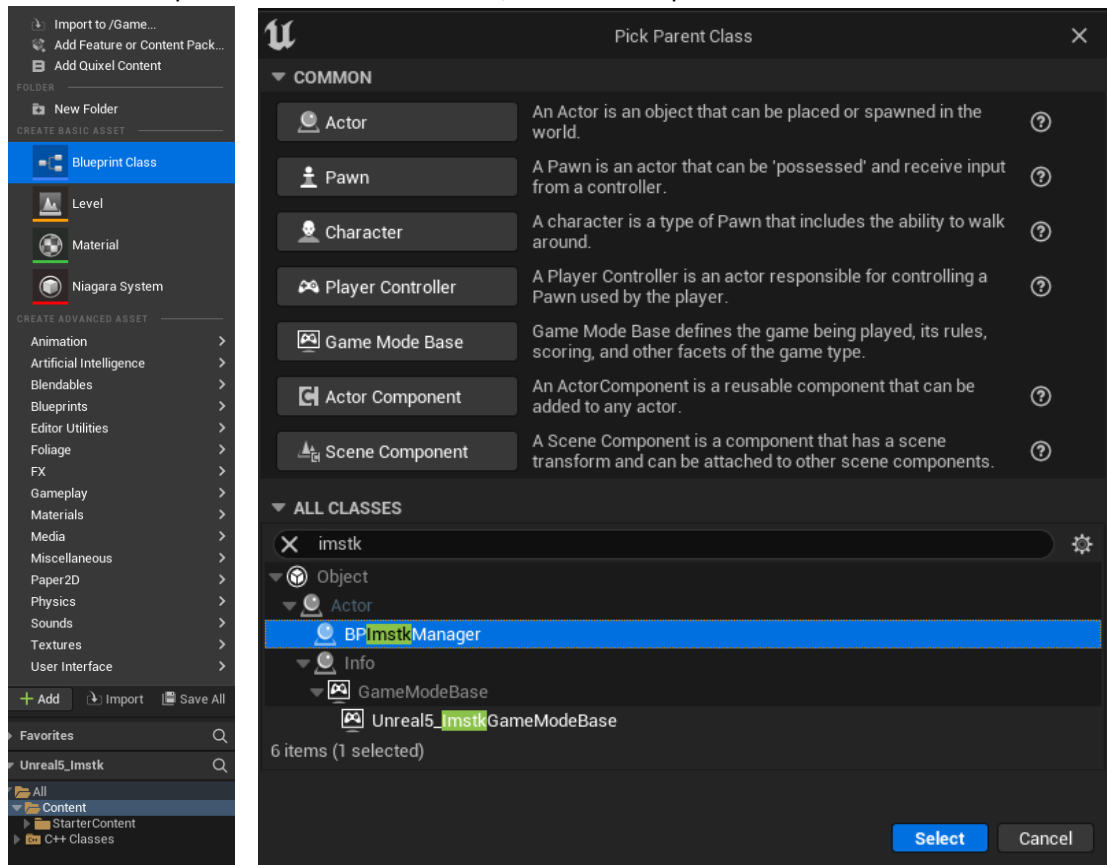 Import to /Game...
Add Feature or Content Pack...
Add Quixel Content
FOLDER
New Folder
CREATE BASIC ASSET
Blueprint Class
Level
Material
Niagara System
CREATE ADVANCED ASSET
Animation
Artificial Intelligence
Blendables
Blueprints
Editor Utilities
Foliage
FX
Gameplay
Materials
Media
Miscellaneous
Paper2D
Physics
Sounds
Textures
User Interface
Add Import Save All
Favorites
Unreal5_Imstk
All
Content
StarterContent
C++ Classes
Pick Parent Class
COMMON
Actor
An Actor is an object that can be placed or spawned in the
world.
Pawn
A Pawn is an actor that can be 'possessed' and receive input
from a controller.
Character
A character is a type of Pawn that includes the ability to walk
around.
Player Controller
A Player Controller is an actor responsible for controlling a
Pawn used by the player.
Game Mode Base
Game Mode Base defines the game being played, its rules,
scoring, and other facets of the game type.
Actor Component
An ActorComponent is a reusable component that can be
added to any actor.
Scene Component
A Scene Component is a component that has a scene
transform and can be attached to other scene components.
ALL CLASSES
imstk
Object
Actor
BPImstkManager
Info
GameModeBase
Unreal5_ImstkGameModeBase
6 items (1 selected)
Select Cancel